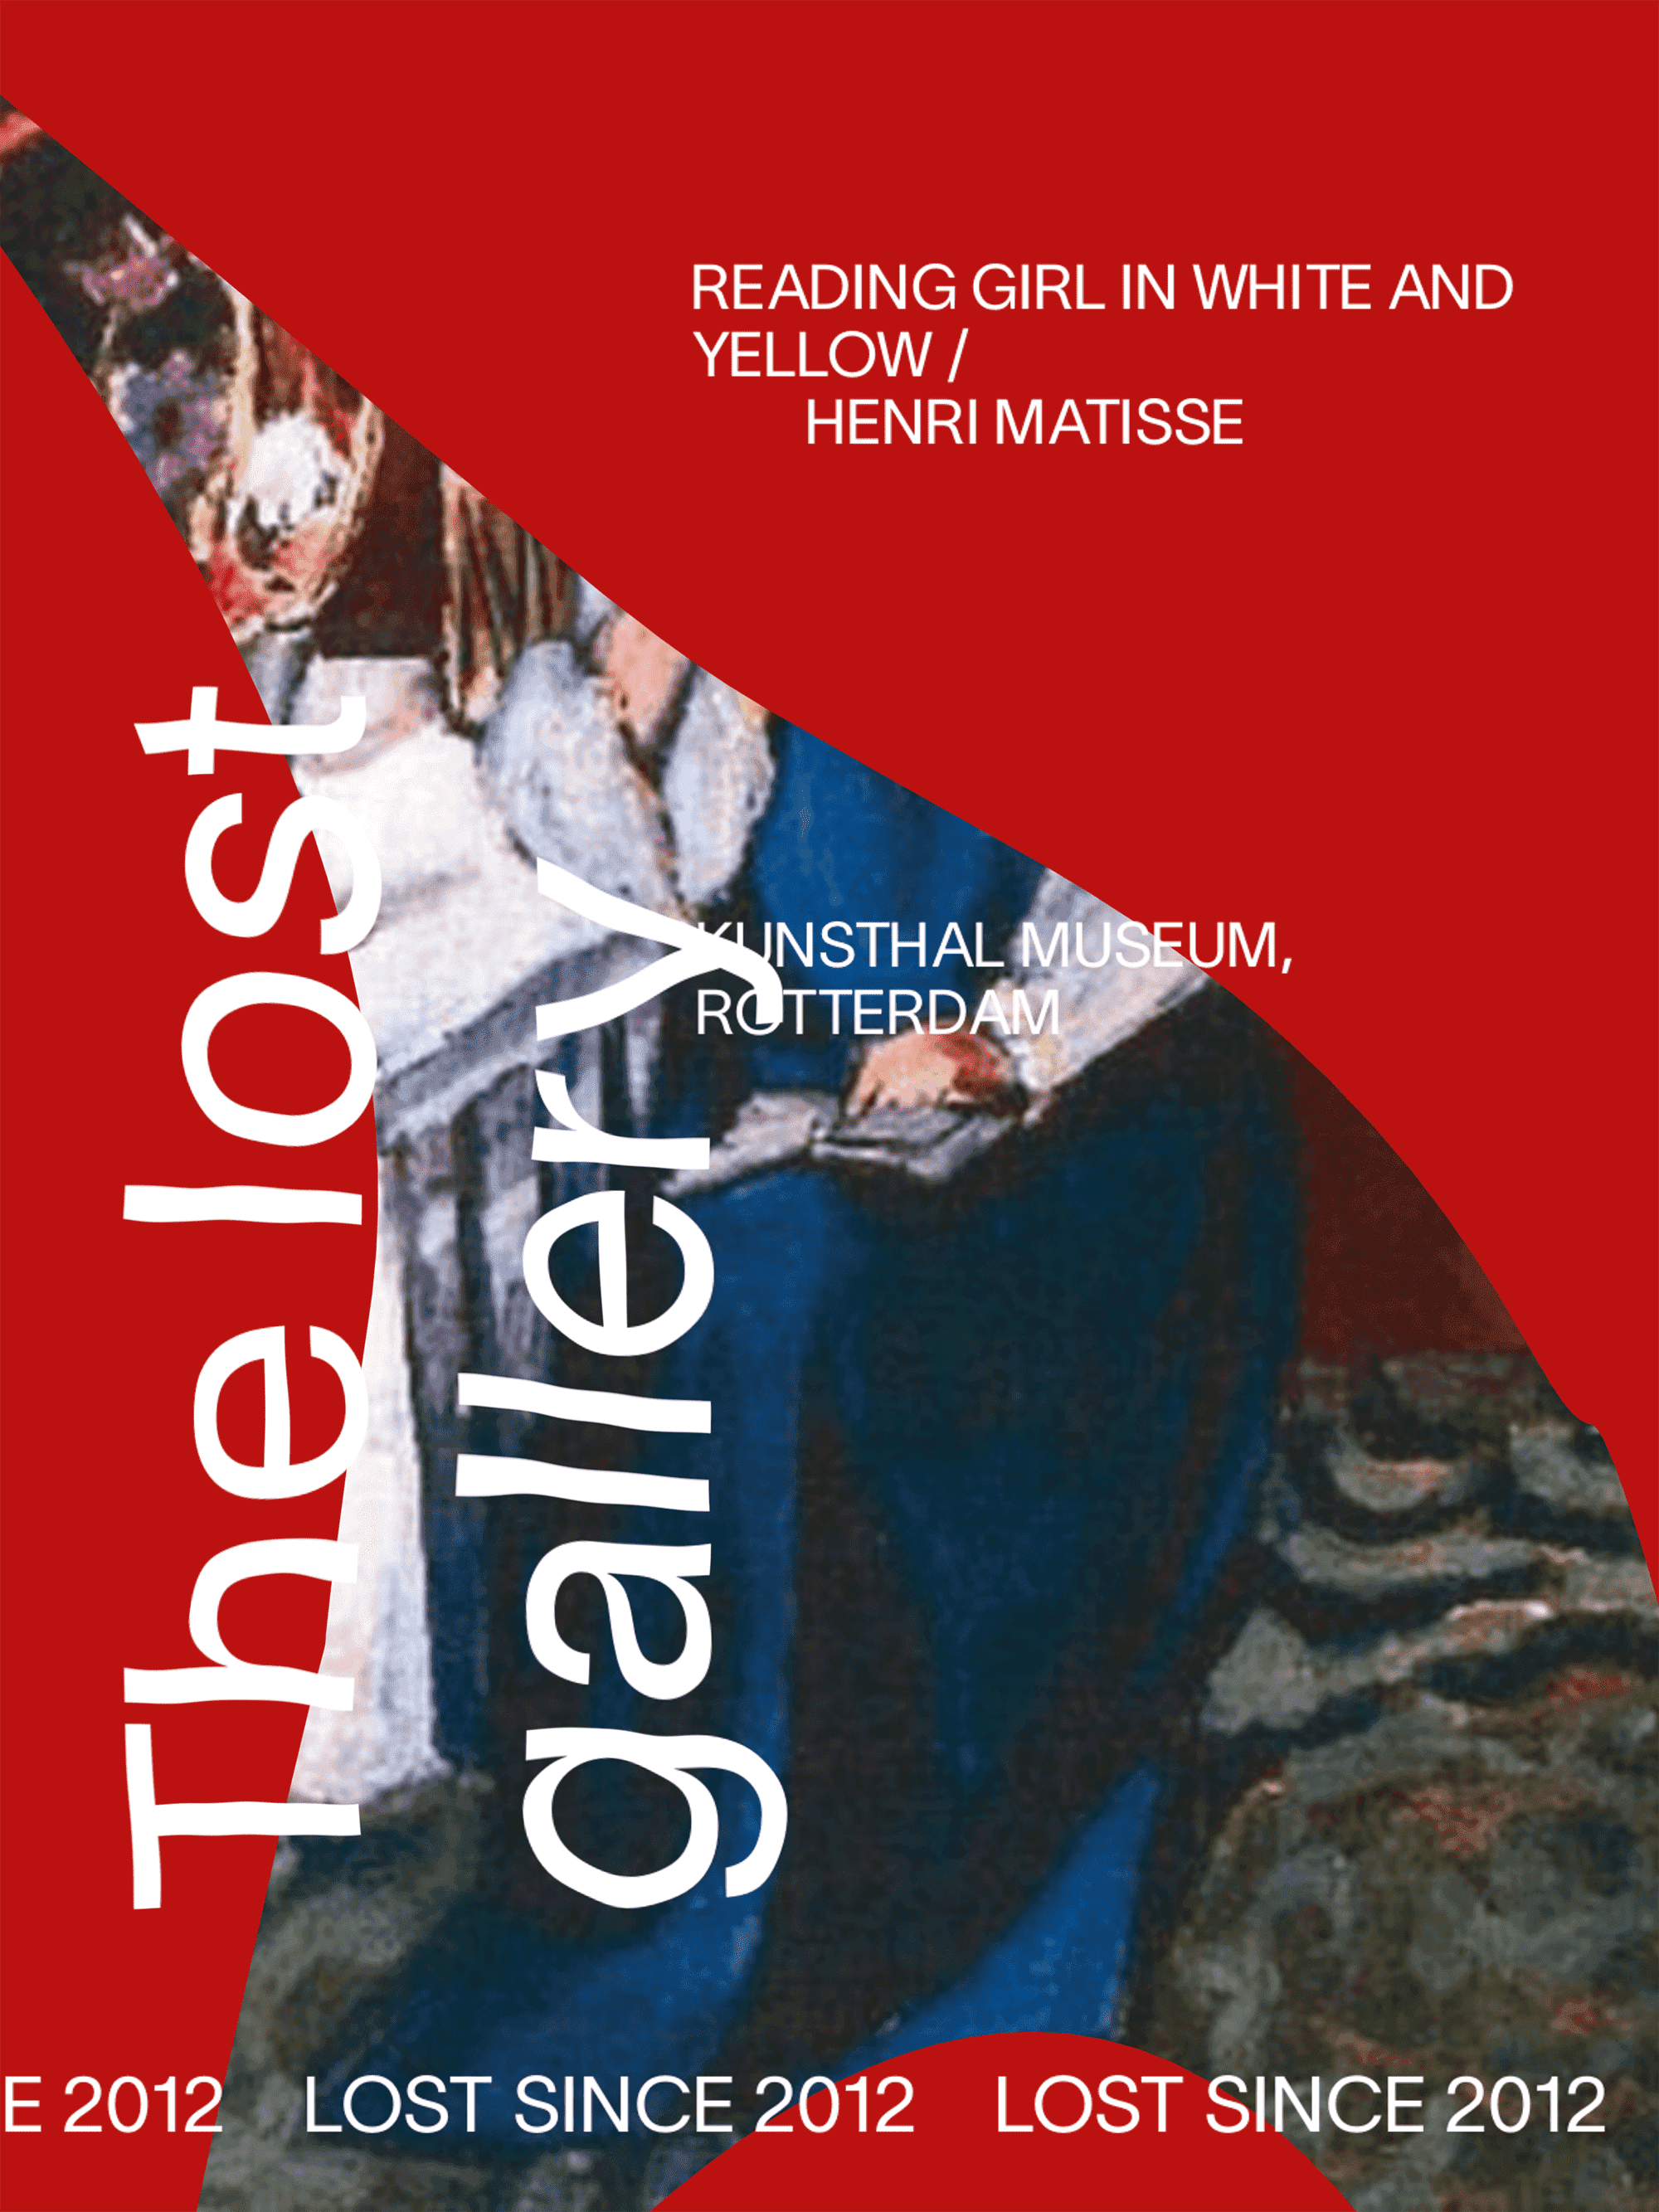 READING GIRL IN WHITE AND
YELLOW /
HENRI MATISSE
The lost
gallery
KUNSTHAL MUSEUM,
ROTTERDAM
E 2012 LOST SINCE 2012 LOST SINCE 2012